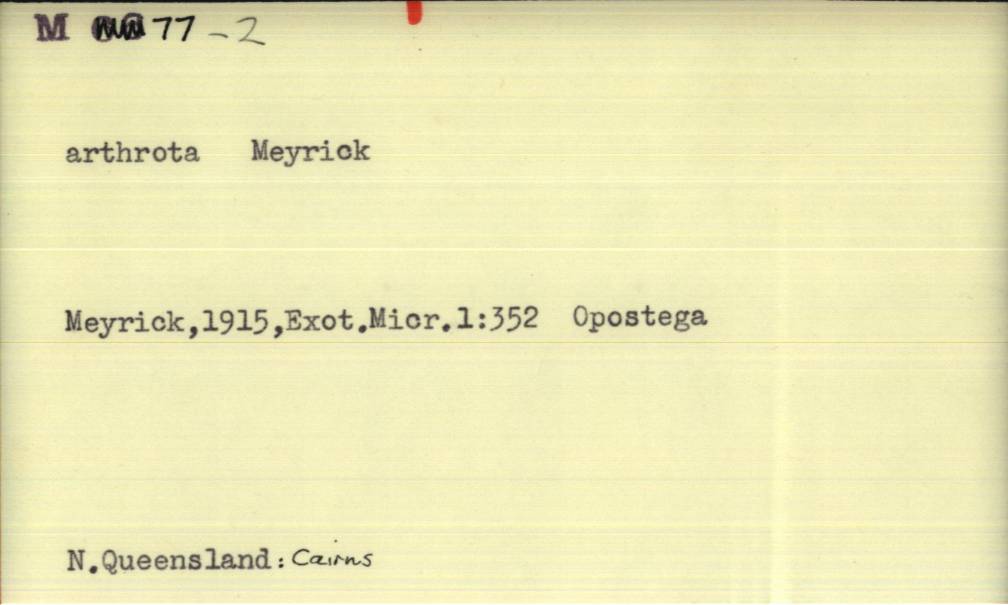 M 77-2
arthrota Meyrick
Meyrick,1915,Exot.Micr.1:352 Opostega
N.Queensland: Cairns